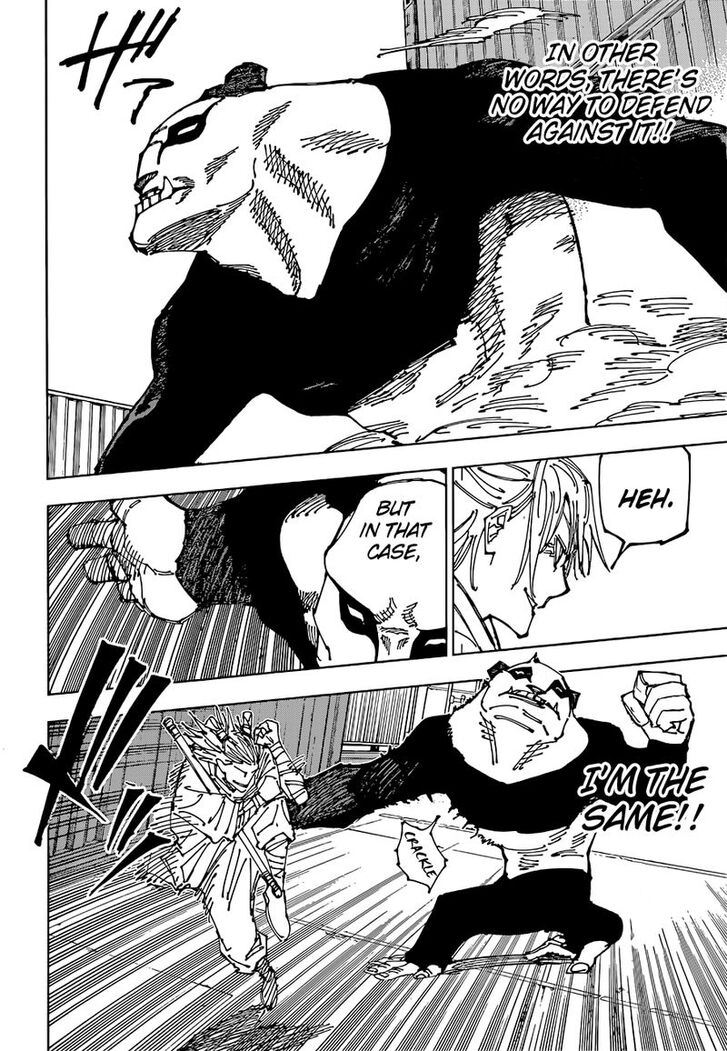 IN OTHER
WORDS, THERE'S
NO WAY TO DEFEND
AGAINST IT!!
HEH.
BUT
IN THAT
CASE,
I'M THE
SAME!!
CRACKLE